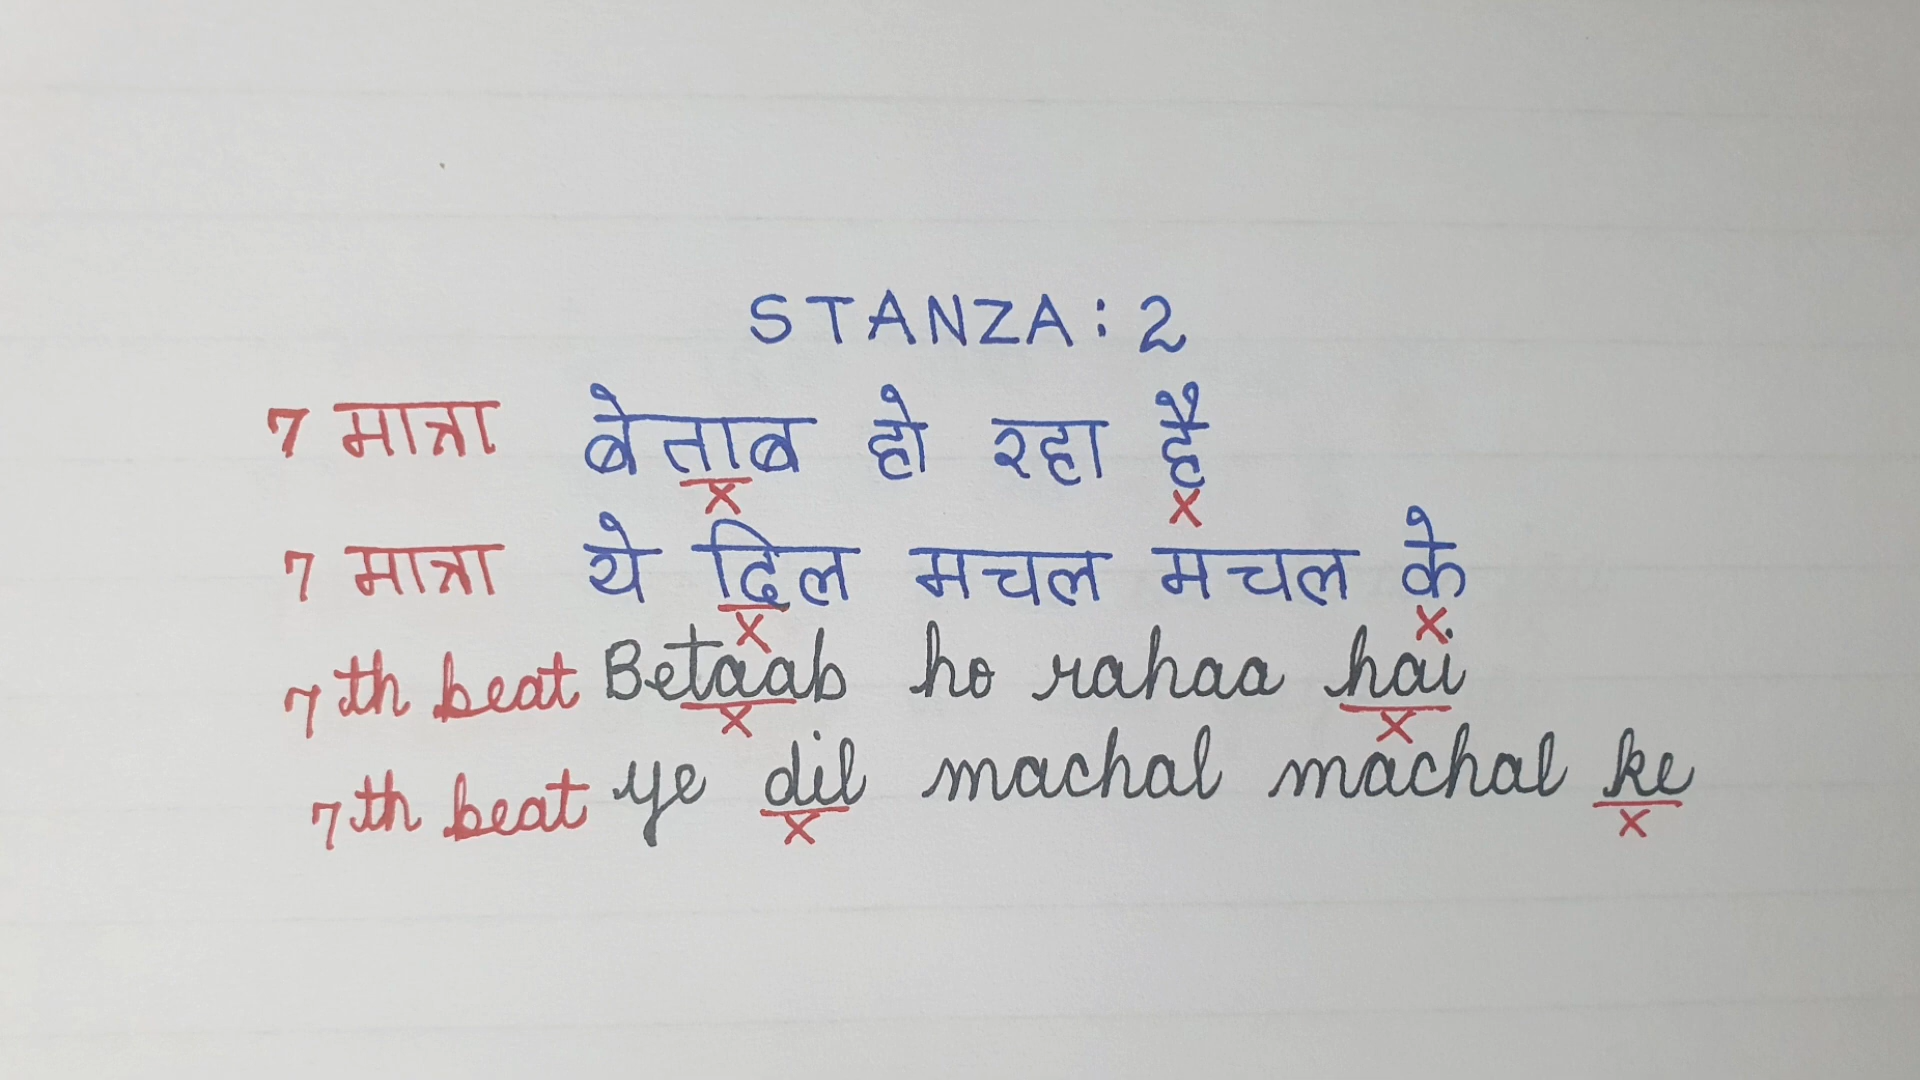 STANZA: 2
7 मात्रा बेताब हो रहा है
x x
7 मात्रा ये दिल मचल मचल के
x x
7th beat Betaab ho rahaa hai
x x
7th beat ye dil machal machal ke
x x